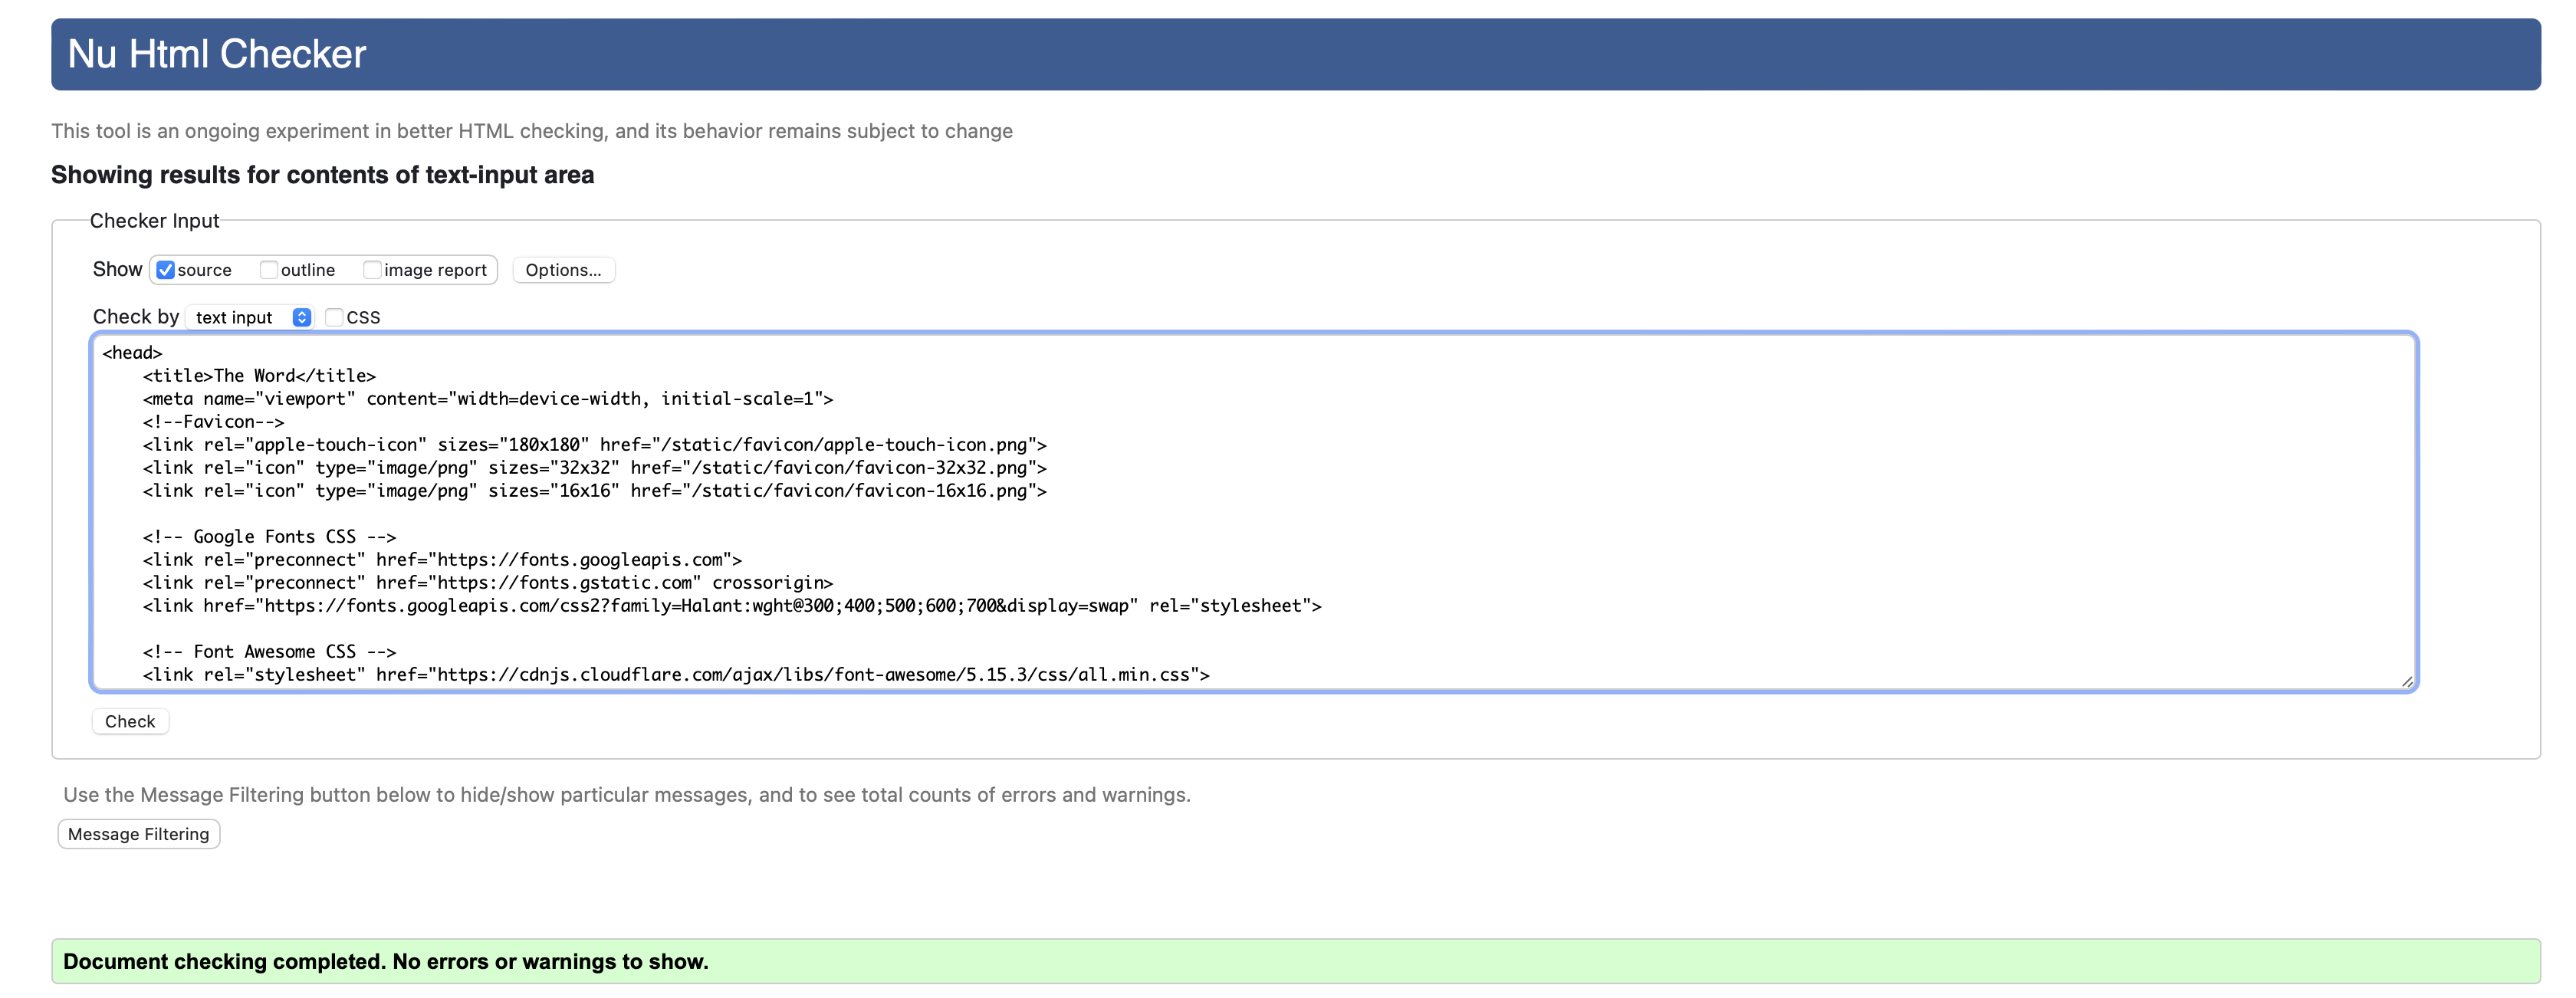 Nu Html Checker
This tool is an ongoing experiment in better HTML checking, and its behavior remains subject to change
Showing results for contents of text-input area
Checker Input
Show source outline image report Options...
Check by text input CSS
<head>
    <title>The Word</title>
    <meta name="viewport" content="width=device-width, initial-scale=1">
    <!--Favicon-->
    <link rel="apple-touch-icon" sizes="180x180" href="/static/favicon/apple-touch-icon.png">
    <link rel="icon" type="image/png" sizes="32x32" href="/static/favicon/favicon-32x32.png">
    <link rel="icon" type="image/png" sizes="16x16" href="/static/favicon/favicon-16x16.png">
    <!-- Google Fonts CSS -->
    <link rel="preconnect" href="https://fonts.googleapis.com">
    <link rel="preconnect" href="https://fonts.gstatic.com" crossorigin>
    <link href="https://fonts.googleapis.com/css2?family=Halant:wght@300;400;500;600;700&display=swap" rel="stylesheet">
    <!-- Font Awesome CSS -->
    <link rel="stylesheet" href="https://cdnjs.cloudflare.com/ajax/libs/font-awesome/5.15.3/css/all.min.css">
Check
Use the Message Filtering button below to hide/show particular messages, and to see total counts of errors and warnings.
Message Filtering
Document checking completed. No errors or warnings to show.